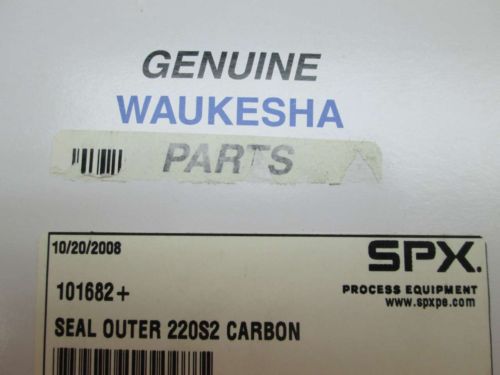 GENUINE
WAUKESHA
PARTS
10/20/2008
SPX.
101682+
PROCESS EQUIPMENT
www.spxpe.com
SEAL OUTER 220S2 CARBON